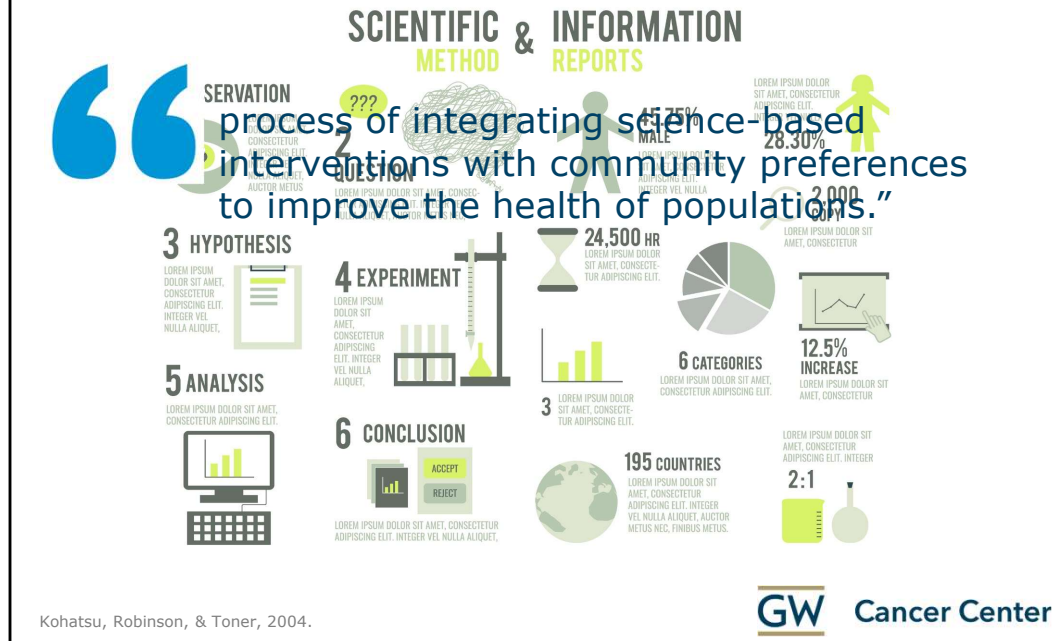 SCIENTIFIC & INFORMATION
METHOD REPORTS
SERVATION
CONSECTETUR
AUCTOR METUS
???
2
QUESTION
LOREM IPSUM DOLOR SIT AMET, CONSEC-
45.75%
MALE
INTEGER VEL NULLA
LOREM IPSUM DOLOR
SIT AMET, CONSECTETUR
ADIPISCING ELIT.
28.30%
2,000
COPY
LOREM IPSUM DOLOR SIT
AMET, CONSECTETUR
process of integrating science-based
interventions with community preferences
to improve the health of populations.”
3 HYPOTHESIS
LOREM IPSUM
DOLOR SIT AMET,
CONSECTETUR
ADIPISCING ELIT.
INTEGER VEL
NULLA ALIQUET,
4 EXPERIMENT
LOREM IPSUM
DOLOR SIT
AMET,
CONSECTETUR
ADIPISCING
ELIT. INTEGER
VEL NULLA
ALIQUET,
24,500 HR
LOREM IPSUM DOLOR
SIT AMET, CONSECTE-
TUR ADIPISCING ELIT.
6 CATEGORIES
LOREM IPSUM DOLOR SIT AMET,
CONSECTETUR ADIPISCING ELIT.
12.5%
INCREASE
LOREM IPSUM DOLOR SIT
AMET, CONSECTETUR
5 ANALYSIS
LOREM IPSUM DOLOR SIT AMET,
CONSECTETUR ADIPISCING ELIT.
3
LOREM IPSUM DOLOR
SIT AMET, CONSECTE-
TUR ADIPISCING ELIT.
6 CONCLUSION
ACCEPT
REJECT
LOREM IPSUM DOLOR SIT AMET, CONSECTETUR
ADIPISCING ELIT. INTEGER VEL NULLA ALIQUET,
195 COUNTRIES
LOREM IPSUM DOLOR SIT
AMET, CONSECTETUR
ADIPISCING ELIT. INTEGER
VEL NULLA ALIQUET, AUCTOR
METUS NEC, FINIBUS METUS.
LOREM IPSUM DOLOR SIT
AMET, CONSECTETUR
ADIPISCING ELIT. INTEGER
2:1
Kohatsu, Robinson, & Toner, 2004.
GW Cancer Center